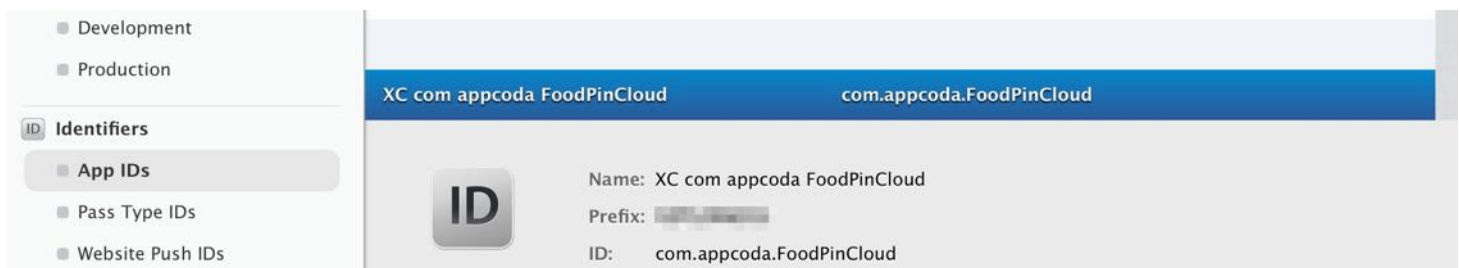 Development
Production
ID Identifiers
App IDs
Pass Type IDs
Website Push IDs
XC com appcoda FoodPinCloud com.appcoda.FoodPinCloud
ID
Name: XC com appcoda FoodPinCloud
Prefix:
ID: com.appcoda.FoodPinCloud